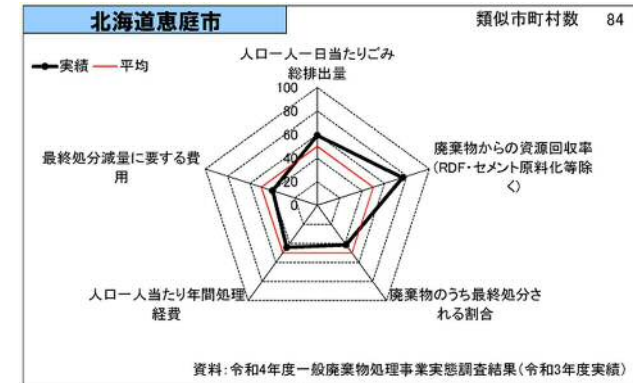 北海道恵庭市
類似市町村数 84
実績 平均
人口一人一日当たりごみ
総排出量
100
80
60
40
20
0
廃棄物からの資源回収率
(RDF・セメント原料化等除
く)
廃棄物のうち最終処分さ
れる割合
人口一人当たり年間処理
経費
最終処分減量に要する費
用
資料:令和4年度一般廃棄物処理事業実態調査結果(令和3年度実績)